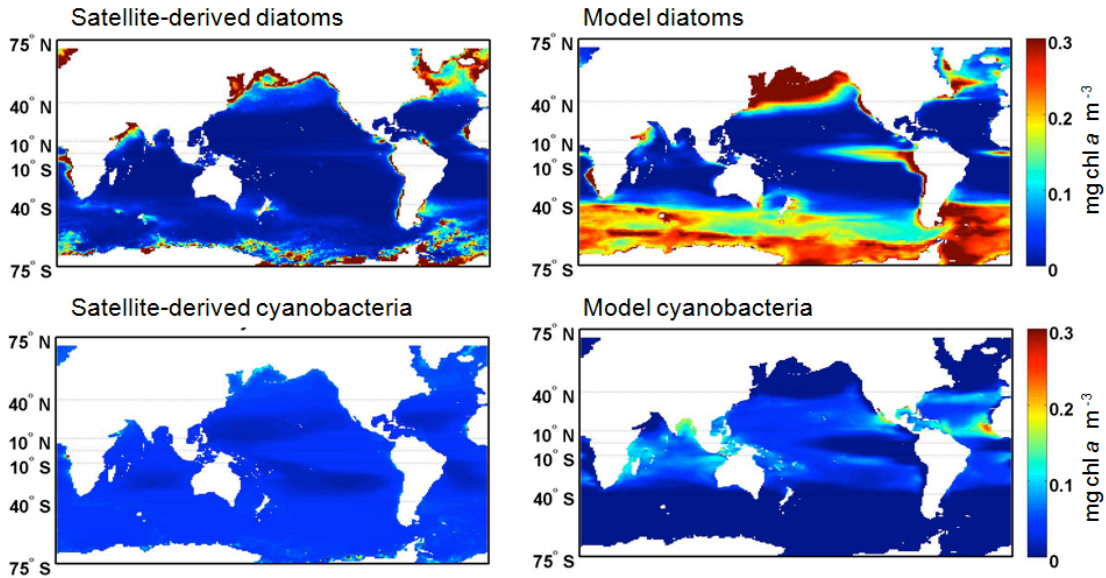 Satellite-derived diatoms
Model diatoms
75° N
40° N
10° N
10° S
40° S
75° S
75° N
40° N
10° N
10° S
40° S
75° S
0.3
0.2
0.1
0
mg chl a m-3
Satellite-derived cyanobacteria
Model cyanobacteria
75° N
40° N
10° N
10° S
40° S
75° S
75° N
40° N
10° N
10° S
40° S
75° S
0.3
0.2
0.1
0
mg chl a m-3